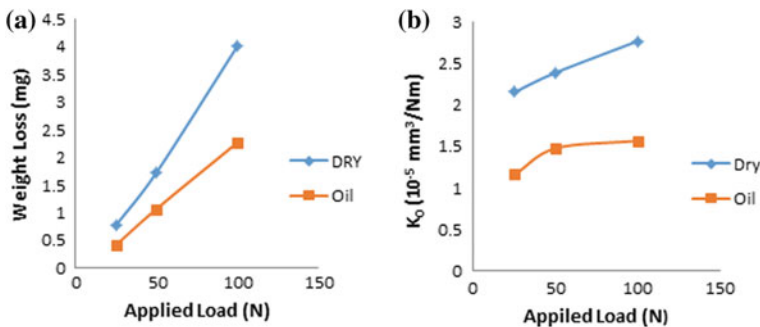 (a)
4.5
4
3.5
3
2.5
2
1.5
1
0.5
0
Weight Loss (mg)
0 50 100 150
Applied Load (N)
DRY
Oil
(b)
3
2.5
2
1.5
1
0.5
0
K₀ (10⁻⁵ mm³/Nm)
0 50 100 150
Appiled Load (N)
Dry
Oil